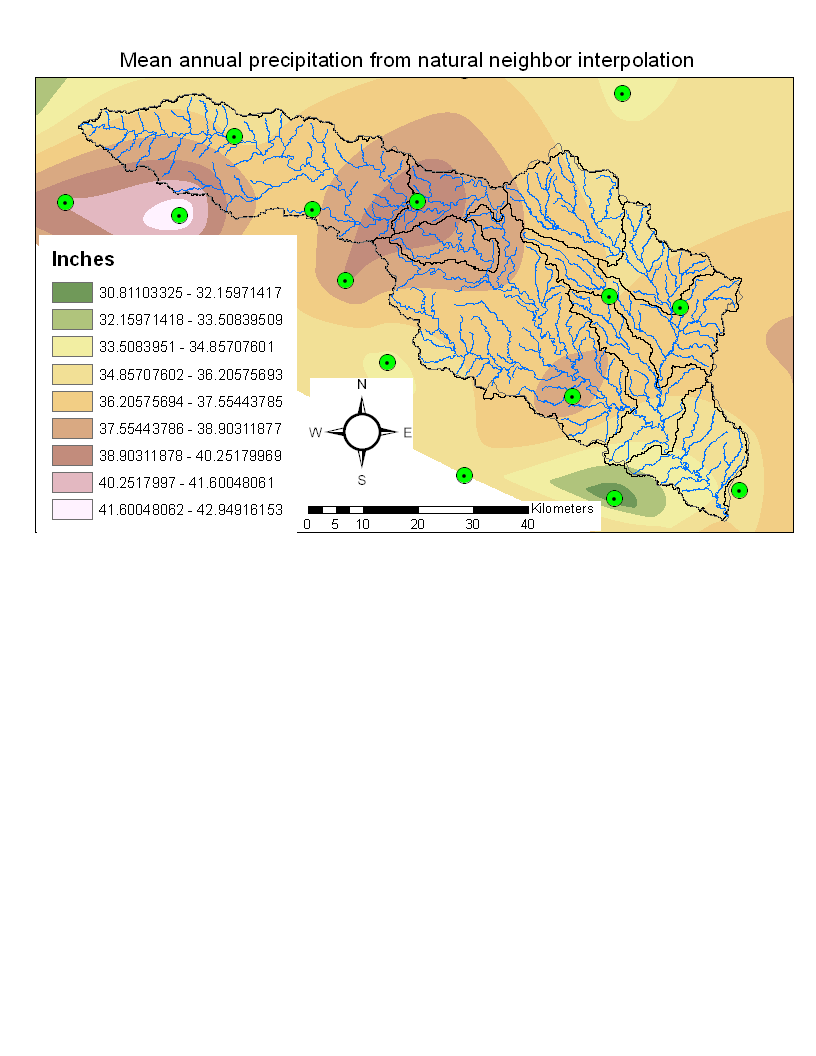 Mean annual precipitation from natural neighbor interpolation
Inches
30.81103325 - 32.15971417
32.15971418 - 33.50839509
33.5083951 - 34.85707601
34.85707602 - 36.20575693
36.20575694 - 37.55443785
37.55443786 - 38.90311877
38.90311878 - 40.25179969
40.2517997 - 41.60048061
41.60048062 - 42.94916153
N
W E
S
Kilometers
0 5 10 20 30 40